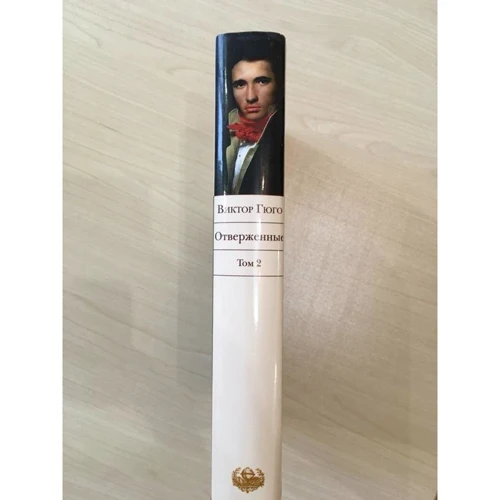 Виктор Гюго
Отверженные
Том 2